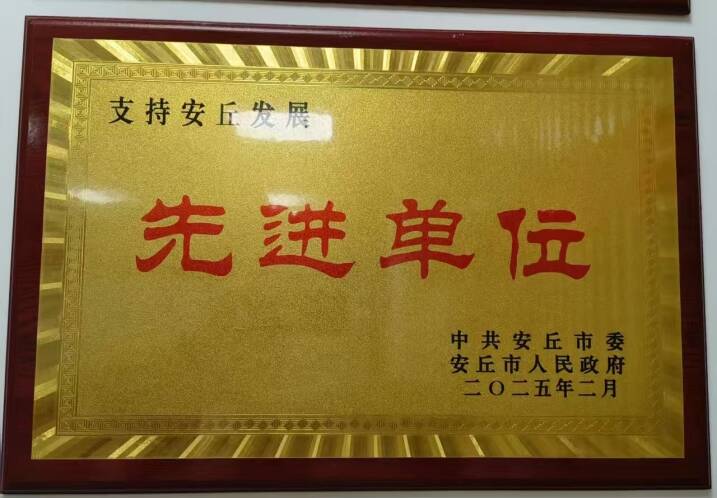 支持安丘发展
先进单位
中共安丘市委
安丘市人民政府
二〇二五年二月